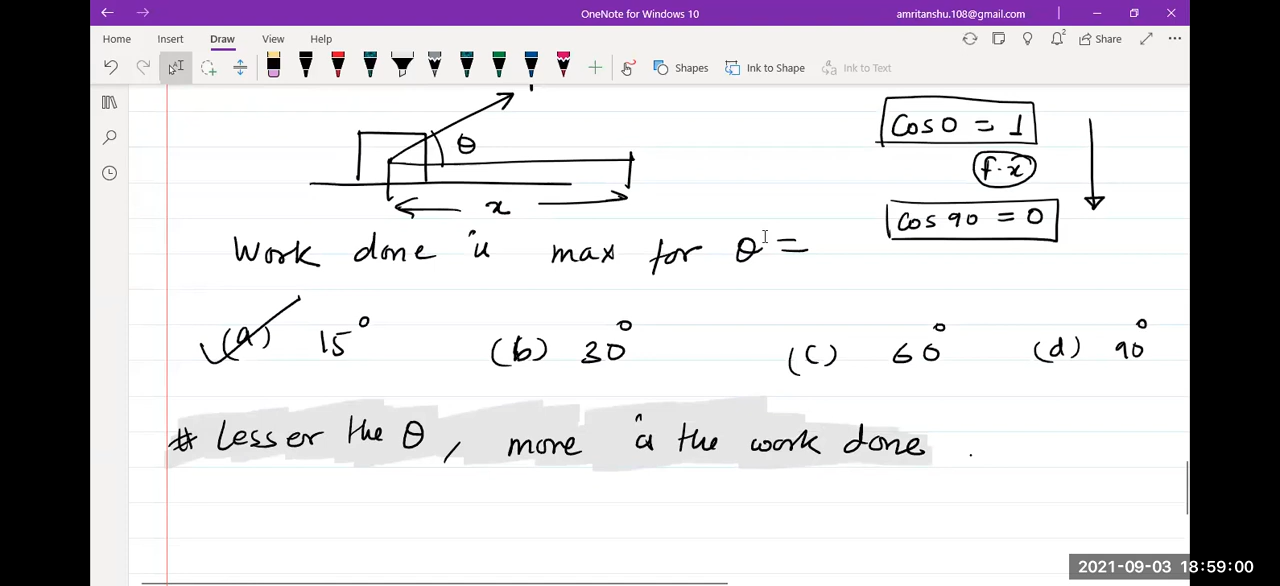 OneNote for Windows 10
amritanshu.108@gmail.com
Home Insert Draw View Help
Share
Shapes
Ink to Shape
Ink to Text
θ
x
Cos 0 = 1
f.x
Cos 90 = 0
Work done is max for θ =
(a) 15° (b) 30° (c) 60° (d) 90°
# Lesser the θ, more is the work done.
2021-09-03 18:59:00